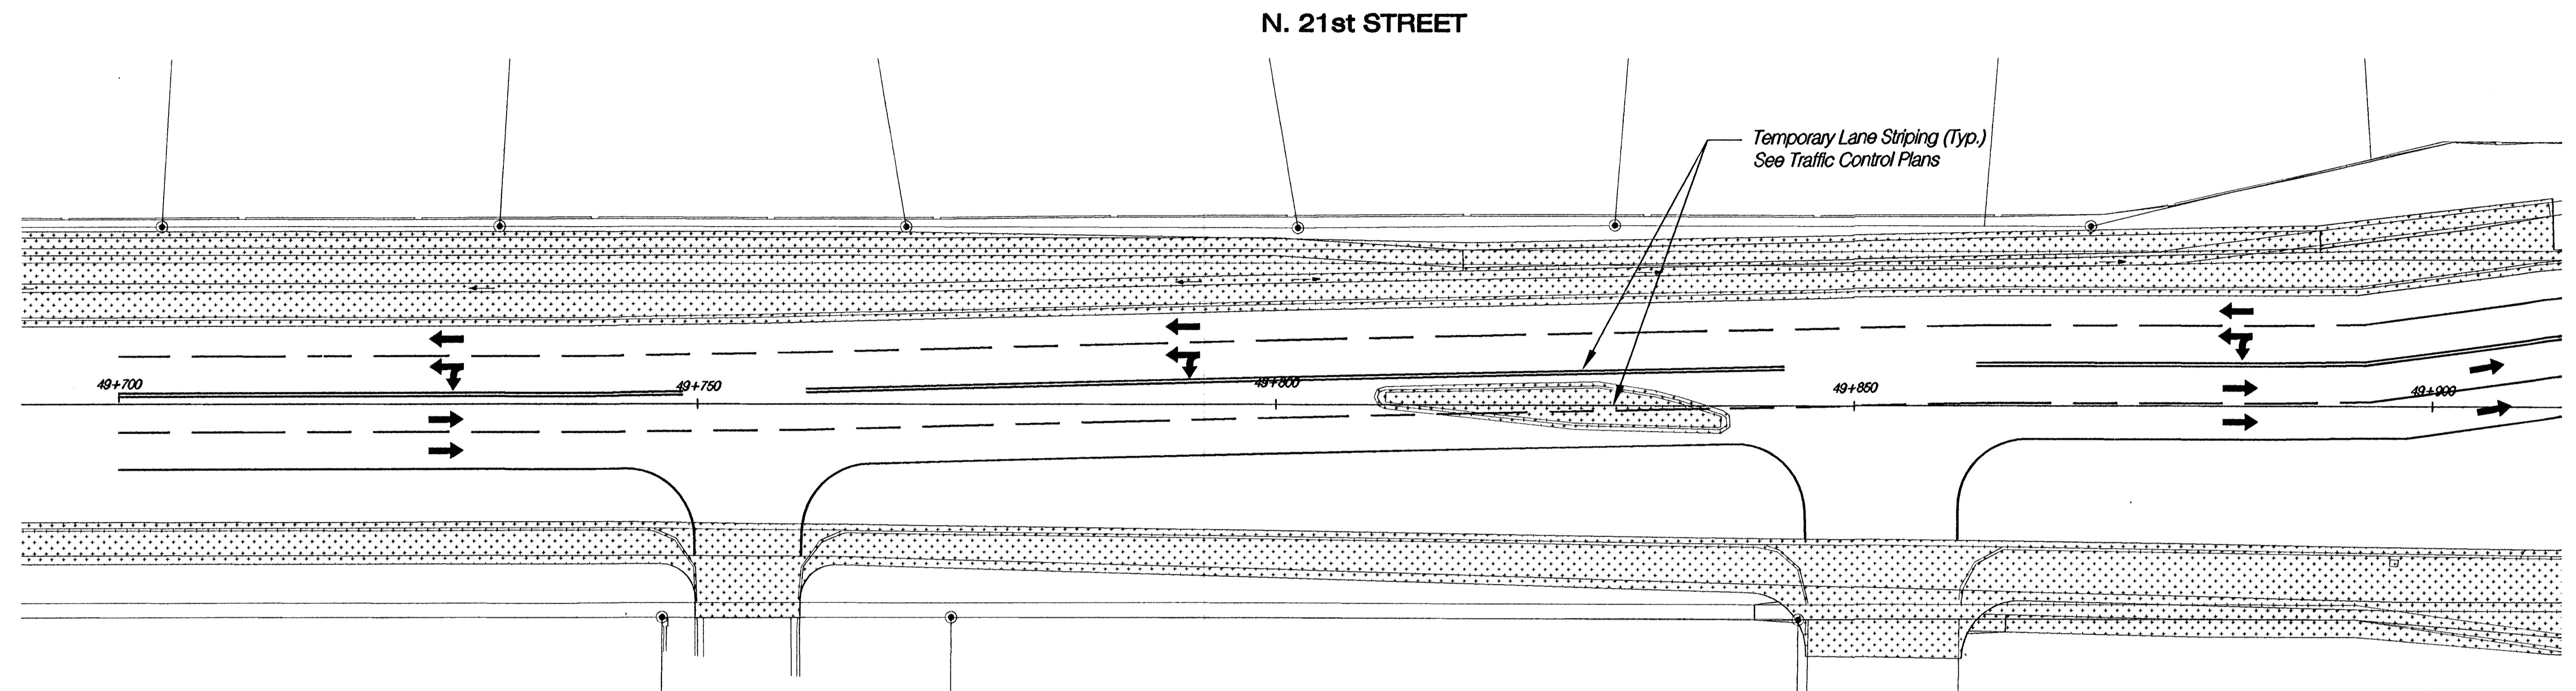 N. 21st STREET
Temporary Lane Striping (Typ.)
See Traffic Control Plans
49+700
49+750
49+800
49+850
49+900